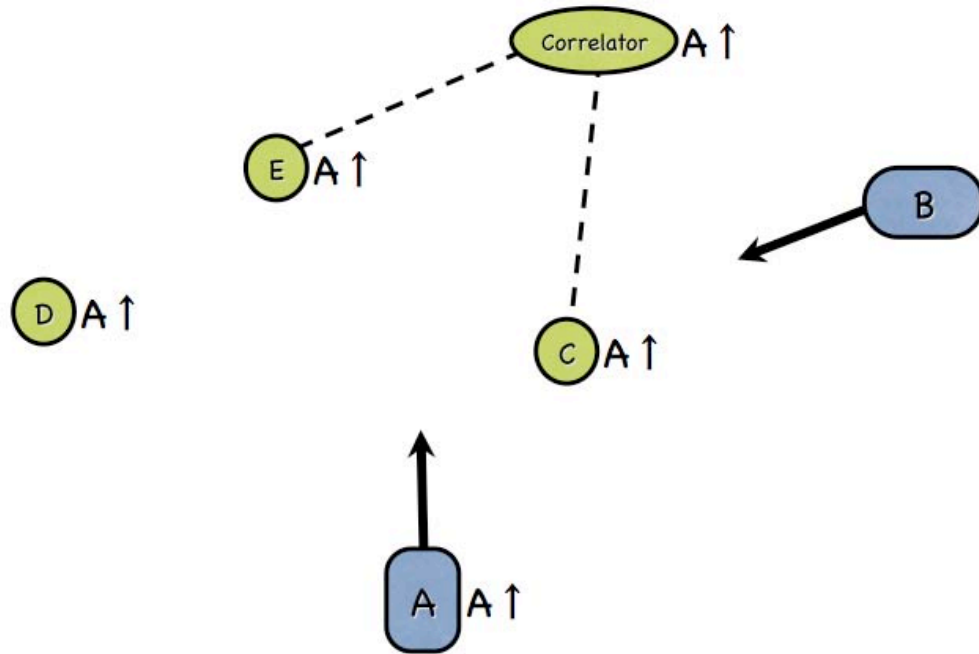 Correlator A ↑
E A ↑
B
D A ↑
C A ↑
A A ↑